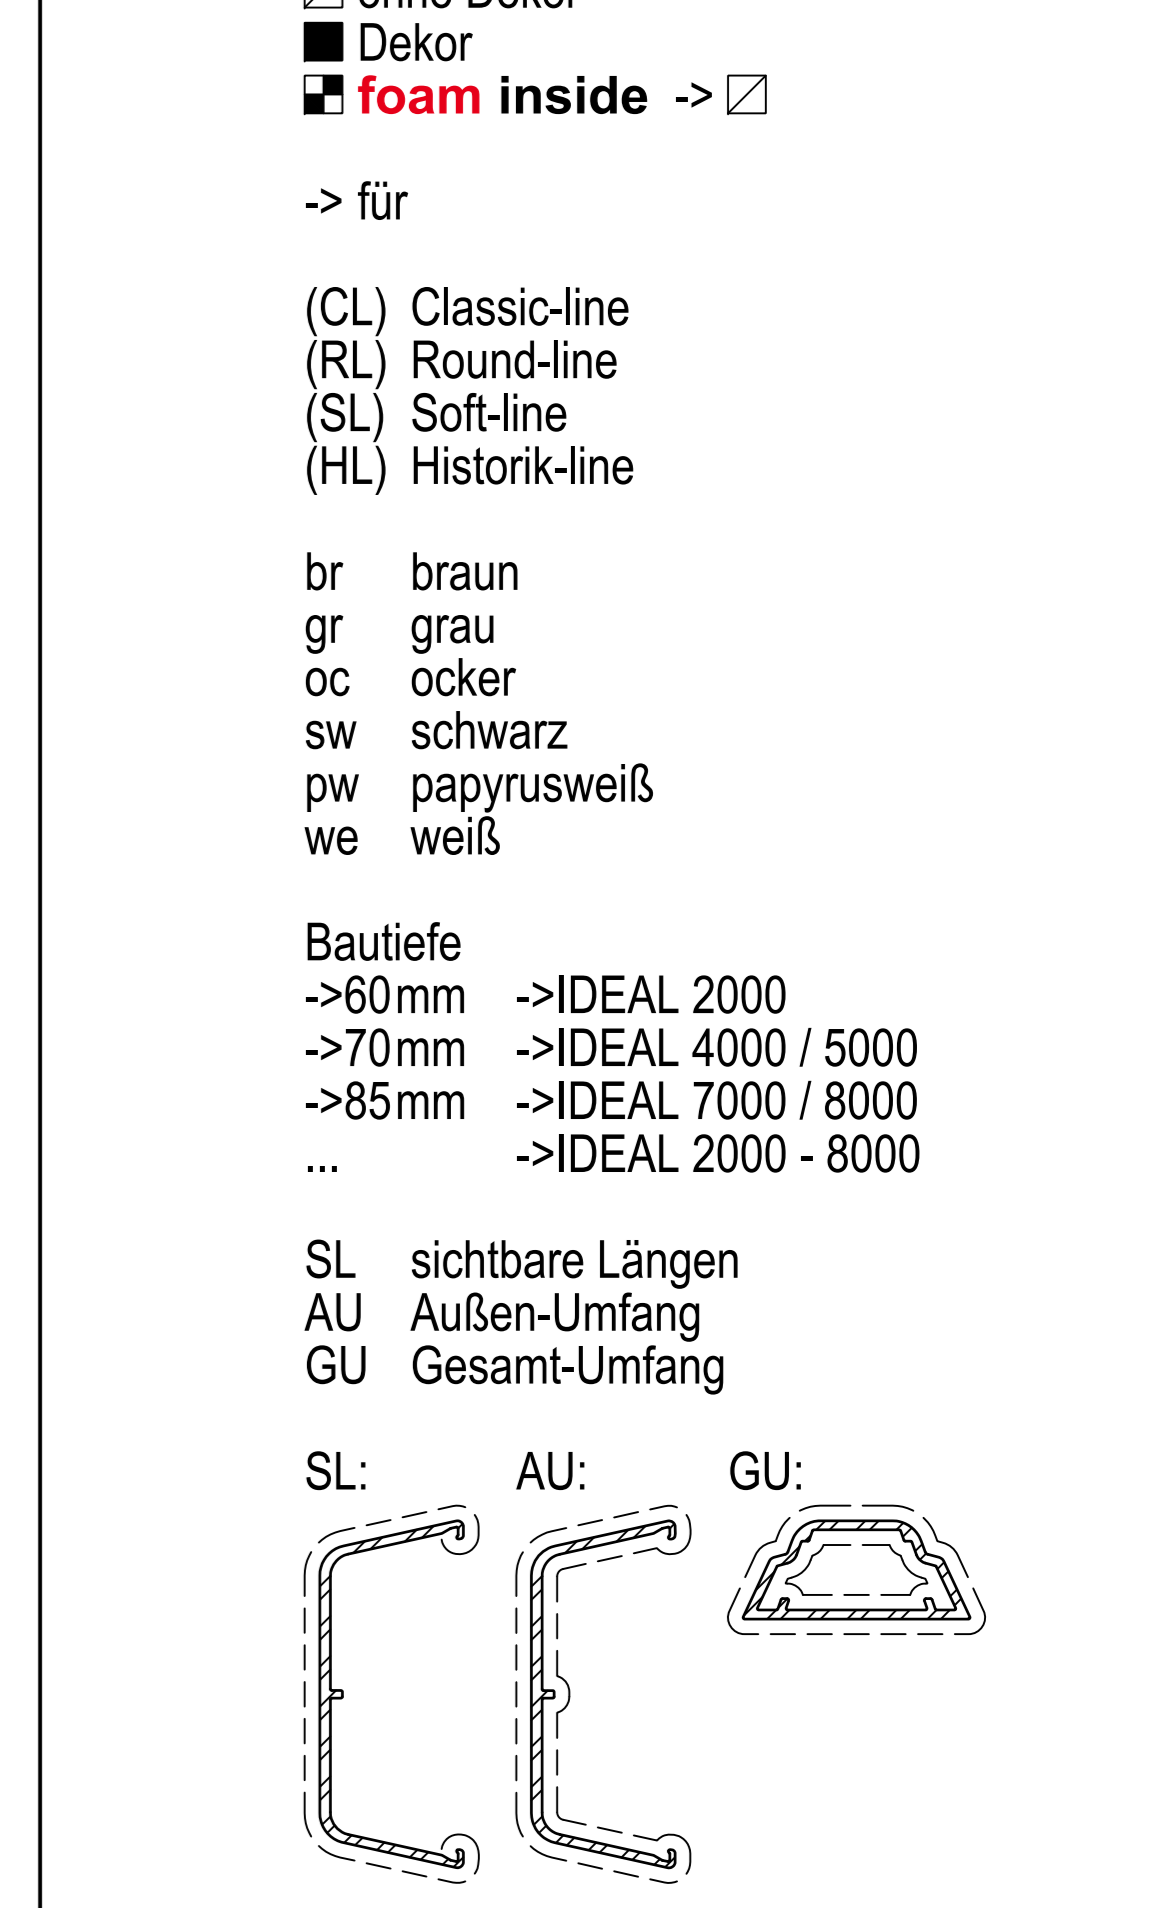 ohne Dekor
Dekor
foam inside ->
-> für
(CL) Classic-line
(RL) Round-line
(SL) Soft-line
(HL) Historik-line
br braun
gr grau
oc ocker
sw schwarz
pw papyrusweiß
we weiß
Bautiefe
->60mm ->IDEAL 2000
->70mm ->IDEAL 4000 / 5000
->85mm ->IDEAL 7000 / 8000
... ->IDEAL 2000 - 8000
SL sichtbare Längen
AU Außen-Umfang
GU Gesamt-Umfang
SL: AU: GU: